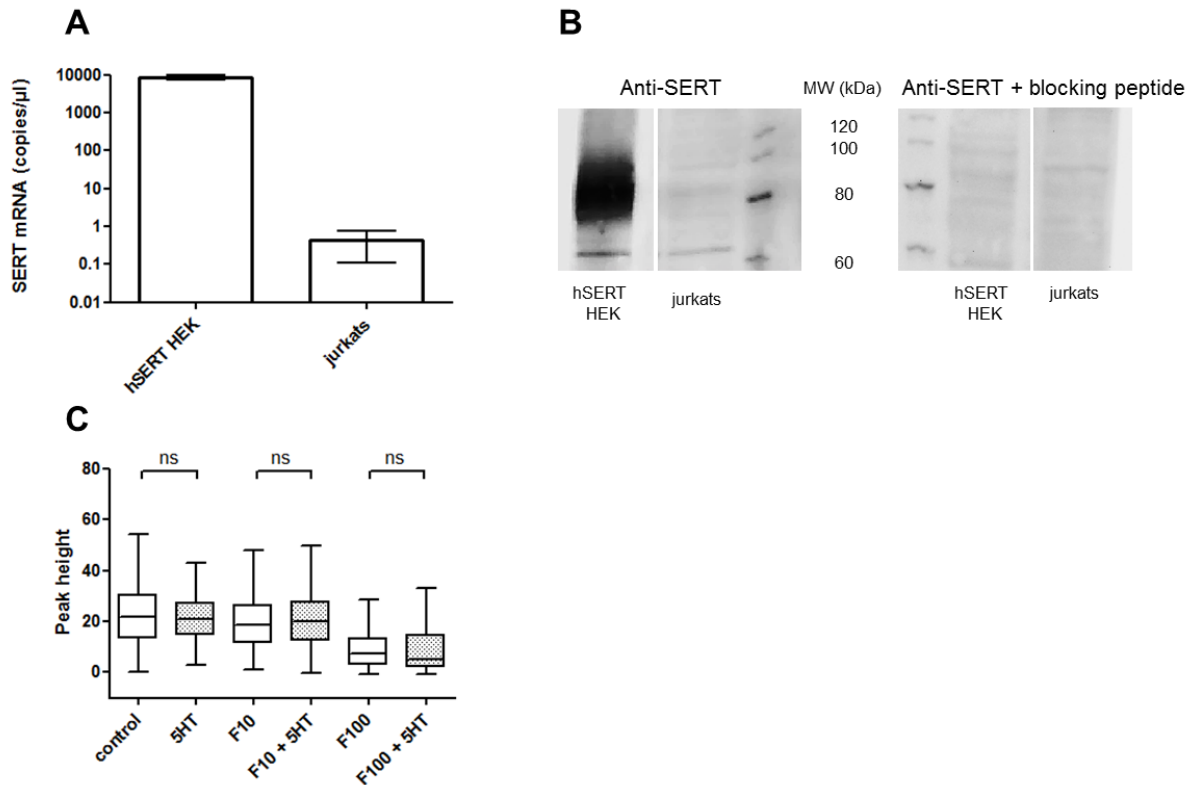 A
SERT mRNA (copies/µl)
10000
1000
100
10
1
0.1
0.01
hSERT HEK
jurkats
B
Anti-SERT
MW (kDa)
Anti-SERT + blocking peptide
120
100
80
60
hSERT
HEK
jurkats
hSERT
HEK
jurkats
C
ns
ns
ns
Peak height
80
60
40
20
0
control
5HT
F10
F10 + 5HT
F100
F100 + 5HT